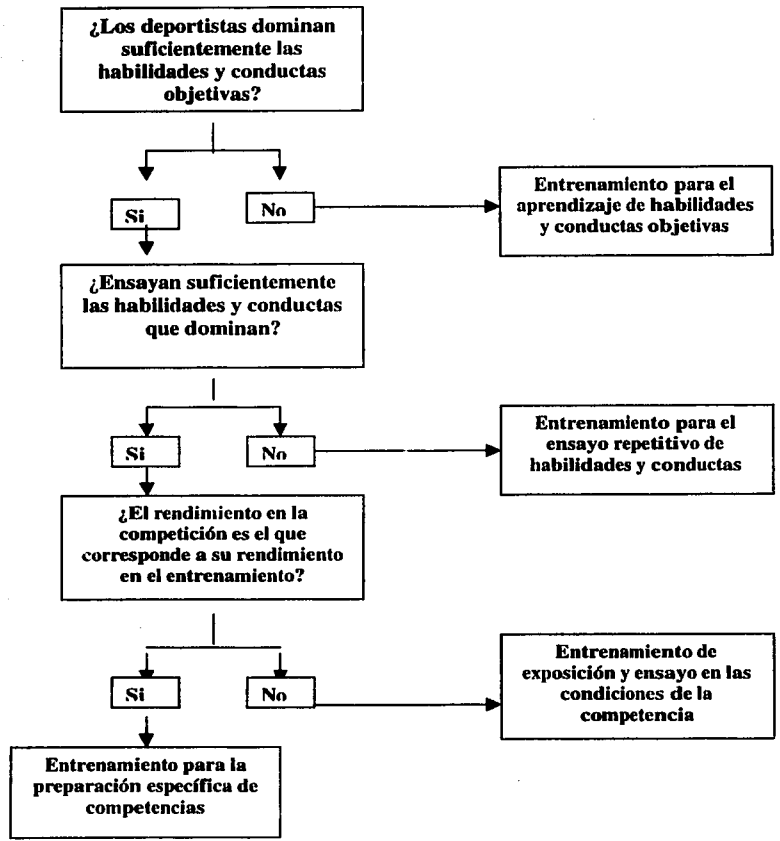 ¿Los deportistas dominan
suficientemente las
habilidades y conductas
objetivas?
Si
No
Entrenamiento para el
aprendizaje de habilidades
y conductas objetivas
¿Ensayan suficientemente
las habilidades y conductas
que dominan?
Si
No
Entrenamiento para el
ensayo repetitivo de
habilidades y conductas
¿El rendimiento en la
competición es el que
corresponde a su rendimiento
en el entrenamiento?
Si
No
Entrenamiento de
exposición y ensayo en las
condiciones de la
competencia
Entrenamiento para la
preparación específica de
competencias